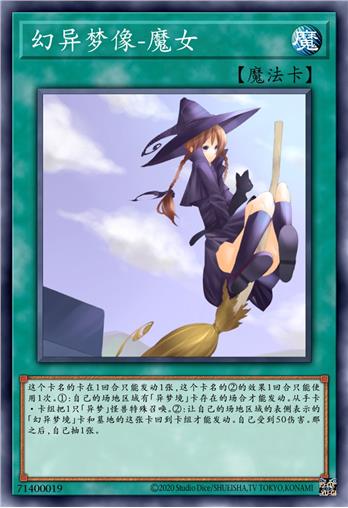 幻异梦像-魔女
魔
【魔法卡】
这个卡名的卡在1回合只能发动1张,这个卡名的②的效果1回合只能使
用1次。①:自己的场地区域有「异梦境」卡存在的场合才能发动。从手卡
·卡组把1只「异梦」怪兽特殊召唤。②:让自己的场地区域的表侧表示的
「幻异梦境」卡和墓地的这张卡回到卡组才能发动。自己受到50伤害。那
之后,自己抽1张。
71400019
©2020 Studio Dice/SHUEISHA,TV TOKYO,KONAMI